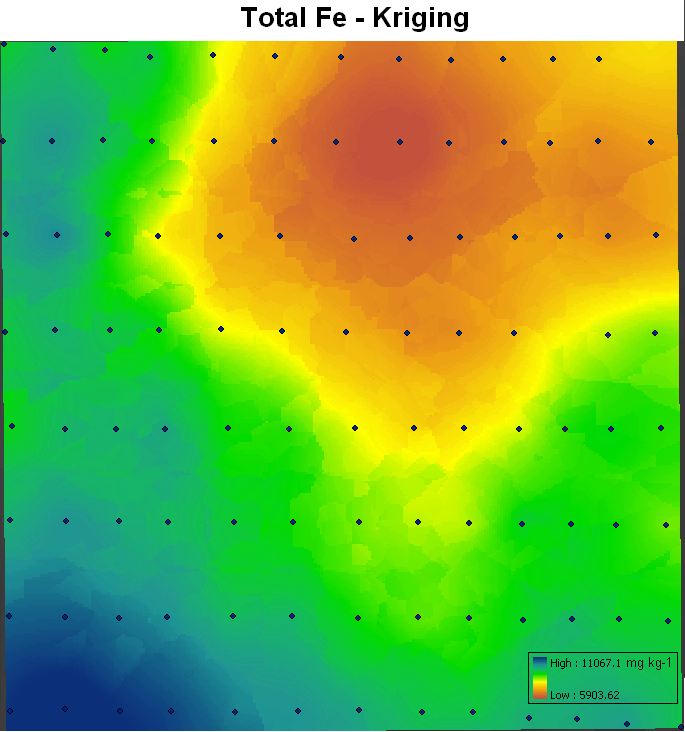 Total Fe - Kriging
High : 11067.1 mg kg-1
Low : 5903.62